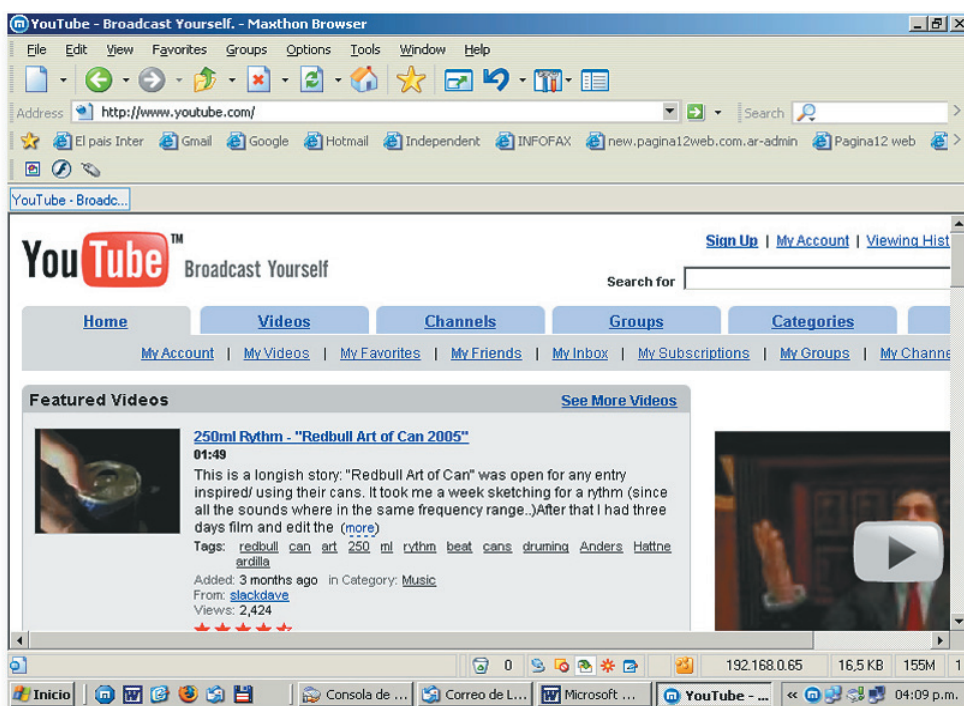 YouTube - Broadcast Yourself. - Maxthon Browser
File Edit View Favorites Groups Options Tools Window Help
Address http://www.youtube.com/ Search
El pais Inter Gmail Google Hotmail Independent INFOFAX new.pagina12web.com.ar-admin Pagina12 web
YouTube - Broadc...
YouTube™ Broadcast Yourself
Sign Up | My Account | Viewing Hist
Search for
Home Videos Channels Groups Categories
My Account | My Videos | My Favorites | My Friends | My Inbox | My Subscriptions | My Groups | My Channe
Featured Videos See More Videos
250ml Rythm - "Redbull Art of Can 2005"
01:49
This is a longish story: "Redbull Art of Can" was open for any entry
inspired/ using their cans. It took me a week sketching for a rythm (since
all the sounds where in the same frequency range..)After that I had three
days film and edit the (more)
Tags: redbull can art 250 ml rythm beat cans druming Anders Hattne
ardilla
Added: 3 months ago in Category: Music
From: slackdave
Views: 2,424
0 192.168.0.65 16,5 KB 155M 1
Inicio Consola de ... Correo de L... Microsoft ... YouTube - ... « 04:09 p.m.